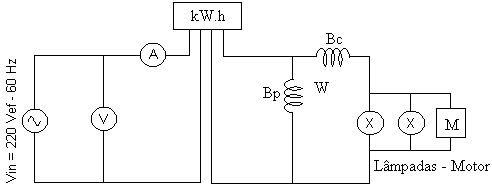 kW.h
Bc
A
Bp
W
Vin = 220 Vef - 60 Hz
V
X
X
M
Lâmpadas - Motor